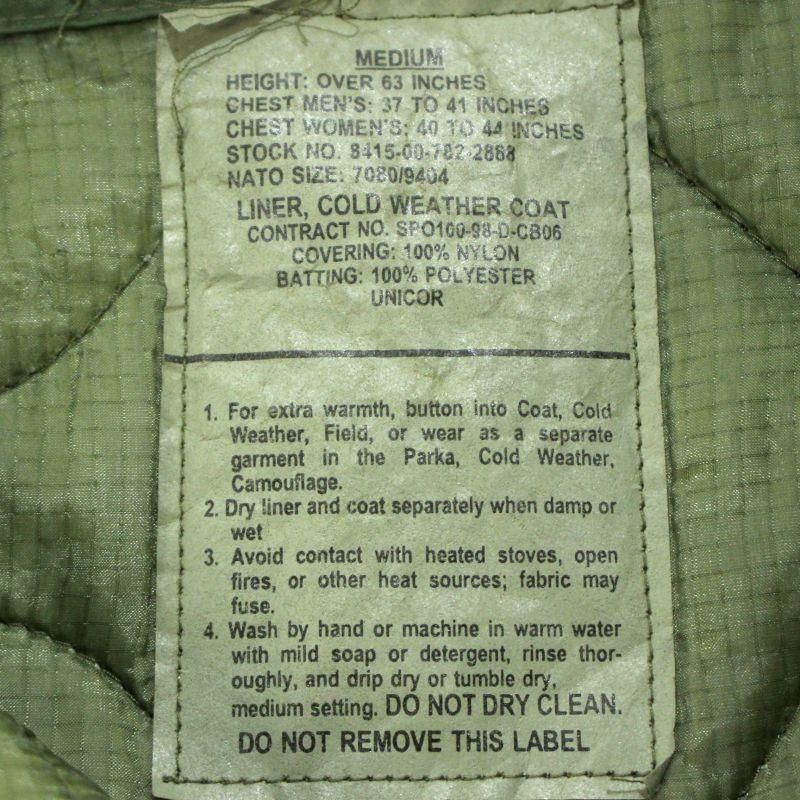 MEDIUM
HEIGHT: OVER 63 INCHES
CHEST MEN'S: 37 TO 41 INCHES
CHEST WOMEN'S: 40 TO 44 INCHES
STOCK NO. 8415-00-782-2888
NATO SIZE: 7080/9404
LINER, COLD WEATHER COAT
CONTRACT NO. SPO100-98-D-CB06
COVERING: 100% NYLON
BATTING: 100% POLYESTER
UNICOR
1. For extra warmth, button into Coat, Cold
Weather, Field, or wear as a separate
garment in the Parka, Cold Weather,
Camouflage.
2. Dry liner and coat separately when damp or
wet
3. Avoid contact with heated stoves, open
fires, or other heat sources; fabric may
fuse.
4. Wash by hand or machine in warm water
with mild soap or detergent, rinse thor-
oughly, and drip dry or tumble dry,
medium setting. DO NOT DRY CLEAN.
DO NOT REMOVE THIS LABEL